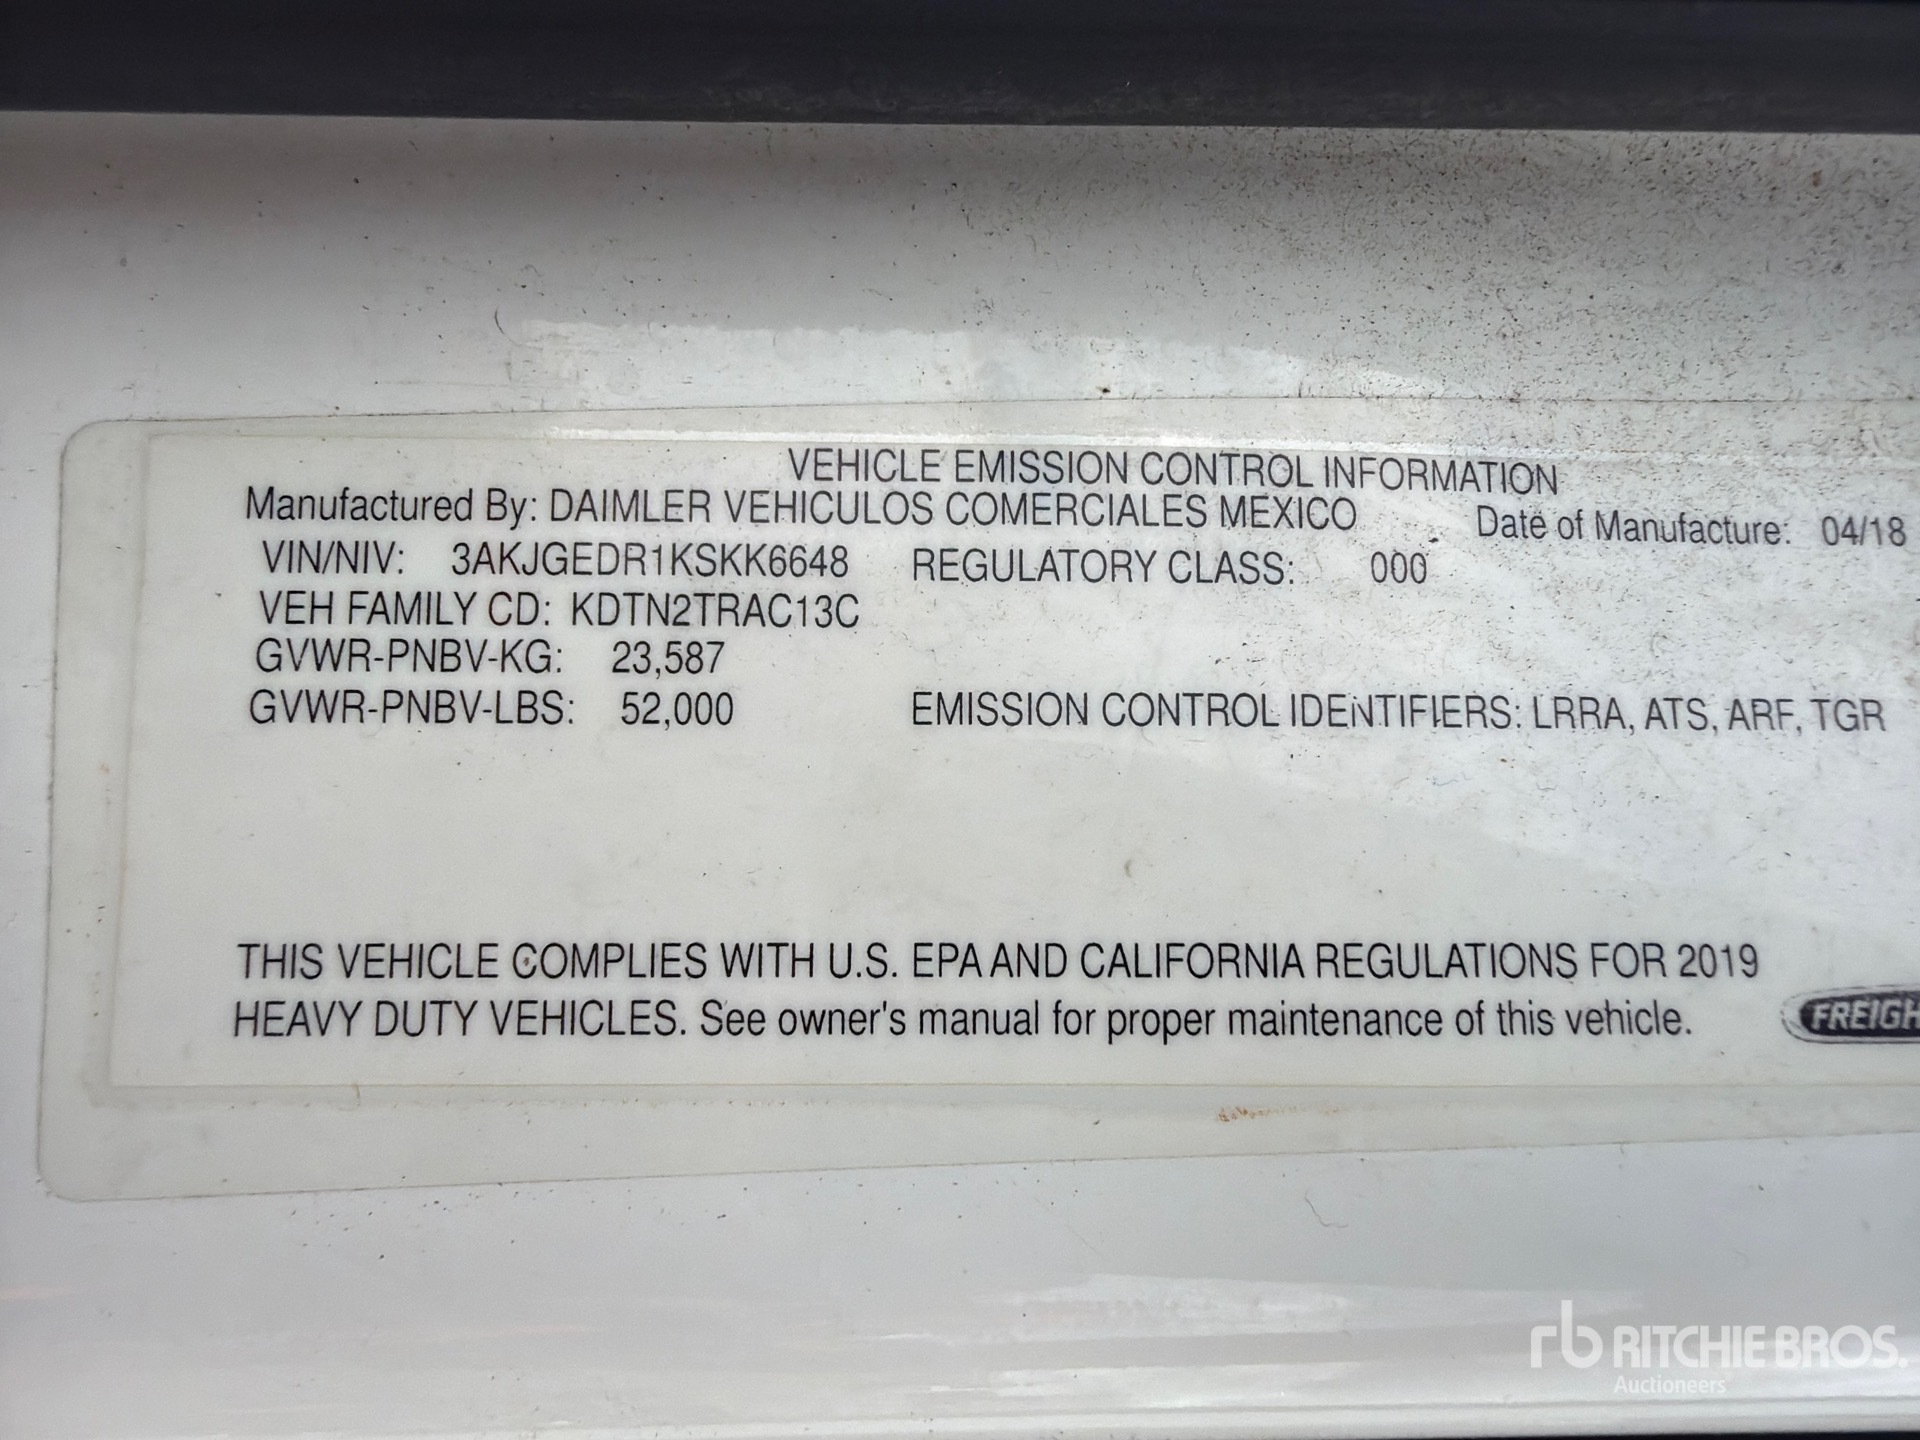 VEHICLE EMISSION CONTROL INFORMATION
Manufactured By: DAIMLER VEHICULOS COMERCIALES MEXICO Date of Manufacture: 04/18
VIN/NIV: 3AKJGEDR1KSKK6648 REGULATORY CLASS: 000
VEH FAMILY CD: KDTN2TRAC13C
GVWR-PNBV-KG: 23,587
GVWR-PNBV-LBS: 52,000 EMISSION CONTROL IDENTIFIERS: LRRA, ATS, ARF, TGR
THIS VEHICLE COMPLIES WITH U.S. EPA AND CALIFORNIA REGULATIONS FOR 2019
HEAVY DUTY VEHICLES. See owner's manual for proper maintenance of this vehicle.
FREIGH
rb RITCHIE BROS.
Auctioneers